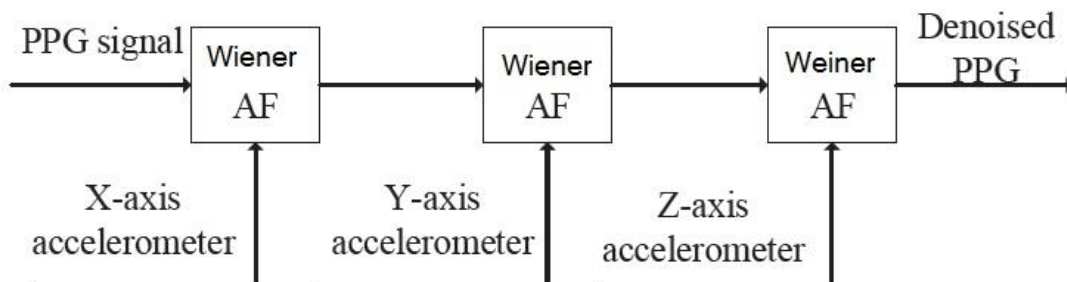 PPG signal
Wiener
AF
Wiener
AF
Weiner
AF
Denoised
PPG
X-axis
accelerometer
Y-axis
accelerometer
Z-axis
accelerometer